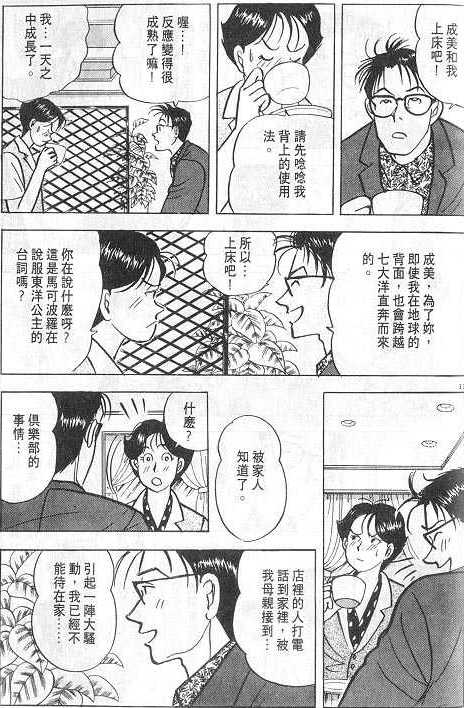 成美和我
上床吧！
請先唸唸我
背上的使用
法。
喔…！
反應變得很
成熟了嘛！
我…一天之
中成長了。
成美，為了妳，
即使我在地球的
背面，也會跨越
七大洋直奔而來
的。
所以…
上床吧！
你在說什麼呀？
這是馬可波羅在
說服東洋公主的
台詞嗎？
被家人
知道了。
什麼？
俱樂部的
事情…
店裡的人打電
話到家裡，被
我母親接到…
引起一陣大騷
動，我已經不
能待在家……